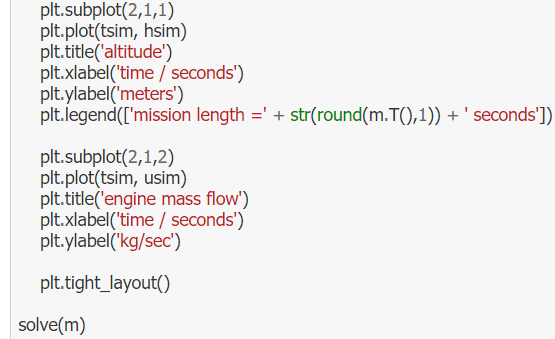 plt.subplot(2,1,1)
plt.plot(tsim, hsim)
plt.title('altitude')
plt.xlabel('time / seconds')
plt.ylabel('meters')
plt.legend(['mission length =' + str(round(m.T(),1)) + ' seconds'])
plt.subplot(2,1,2)
plt.plot(tsim, usim)
plt.title('engine mass flow')
plt.xlabel('time / seconds')
plt.ylabel('kg/sec')
plt.tight_layout()
solve(m)